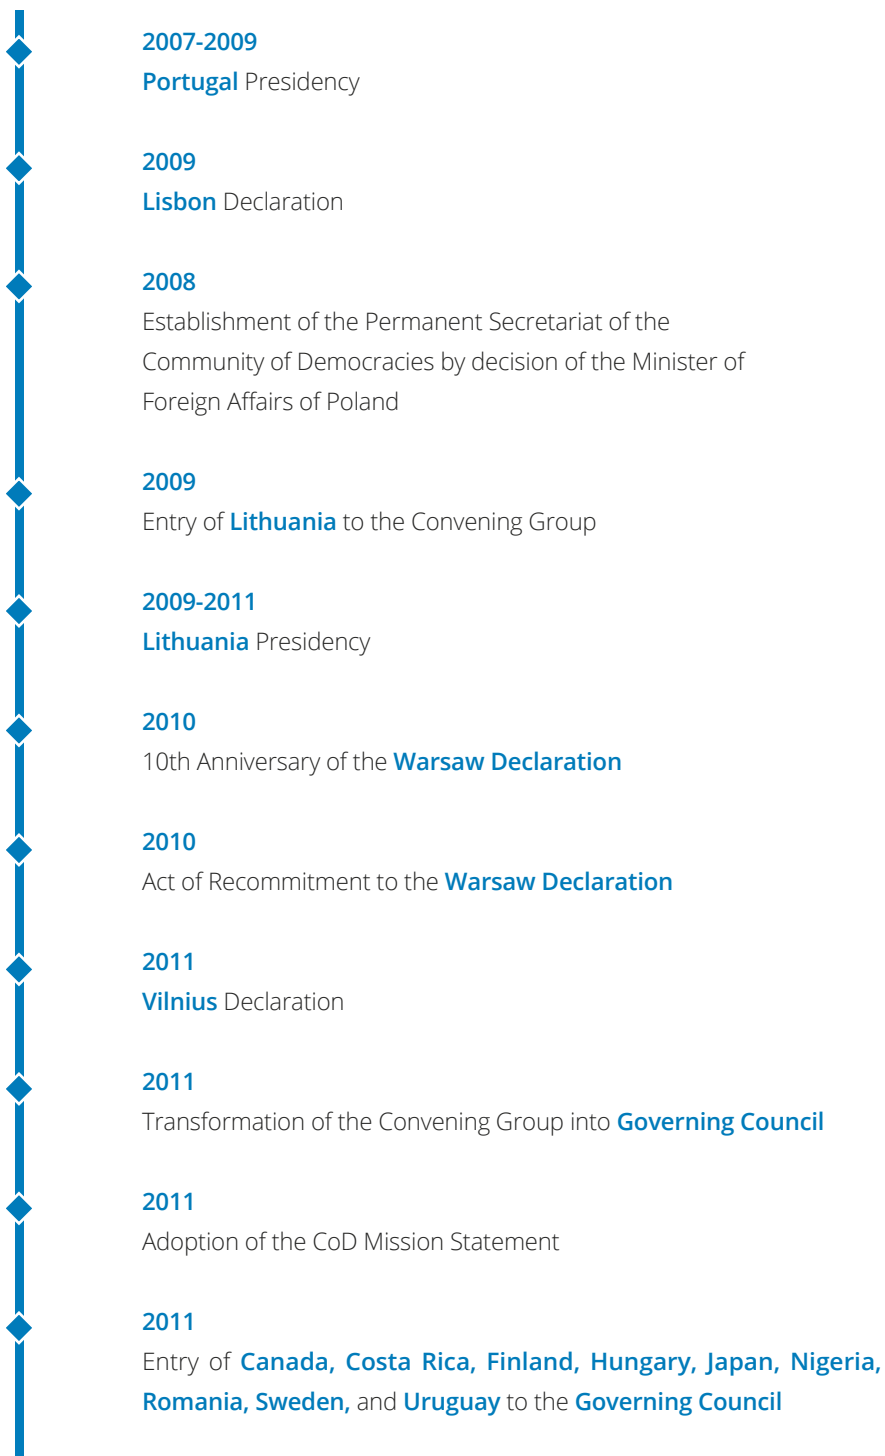 2007-2009
Portugal Presidency
2009
Lisbon Declaration
2008
Establishment of the Permanent Secretariat of the
Community of Democracies by decision of the Minister of
Foreign Affairs of Poland
2009
Entry of Lithuania to the Convening Group
2009-2011
Lithuania Presidency
2010
10th Anniversary of the Warsaw Declaration
2010
Act of Recommitment to the Warsaw Declaration
2011
Vilnius Declaration
2011
Transformation of the Convening Group into Governing Council
2011
Adoption of the CoD Mission Statement
2011
Entry of Canada, Costa Rica, Finland, Hungary, Japan, Nigeria,
Romania, Sweden, and Uruguay to the Governing Council